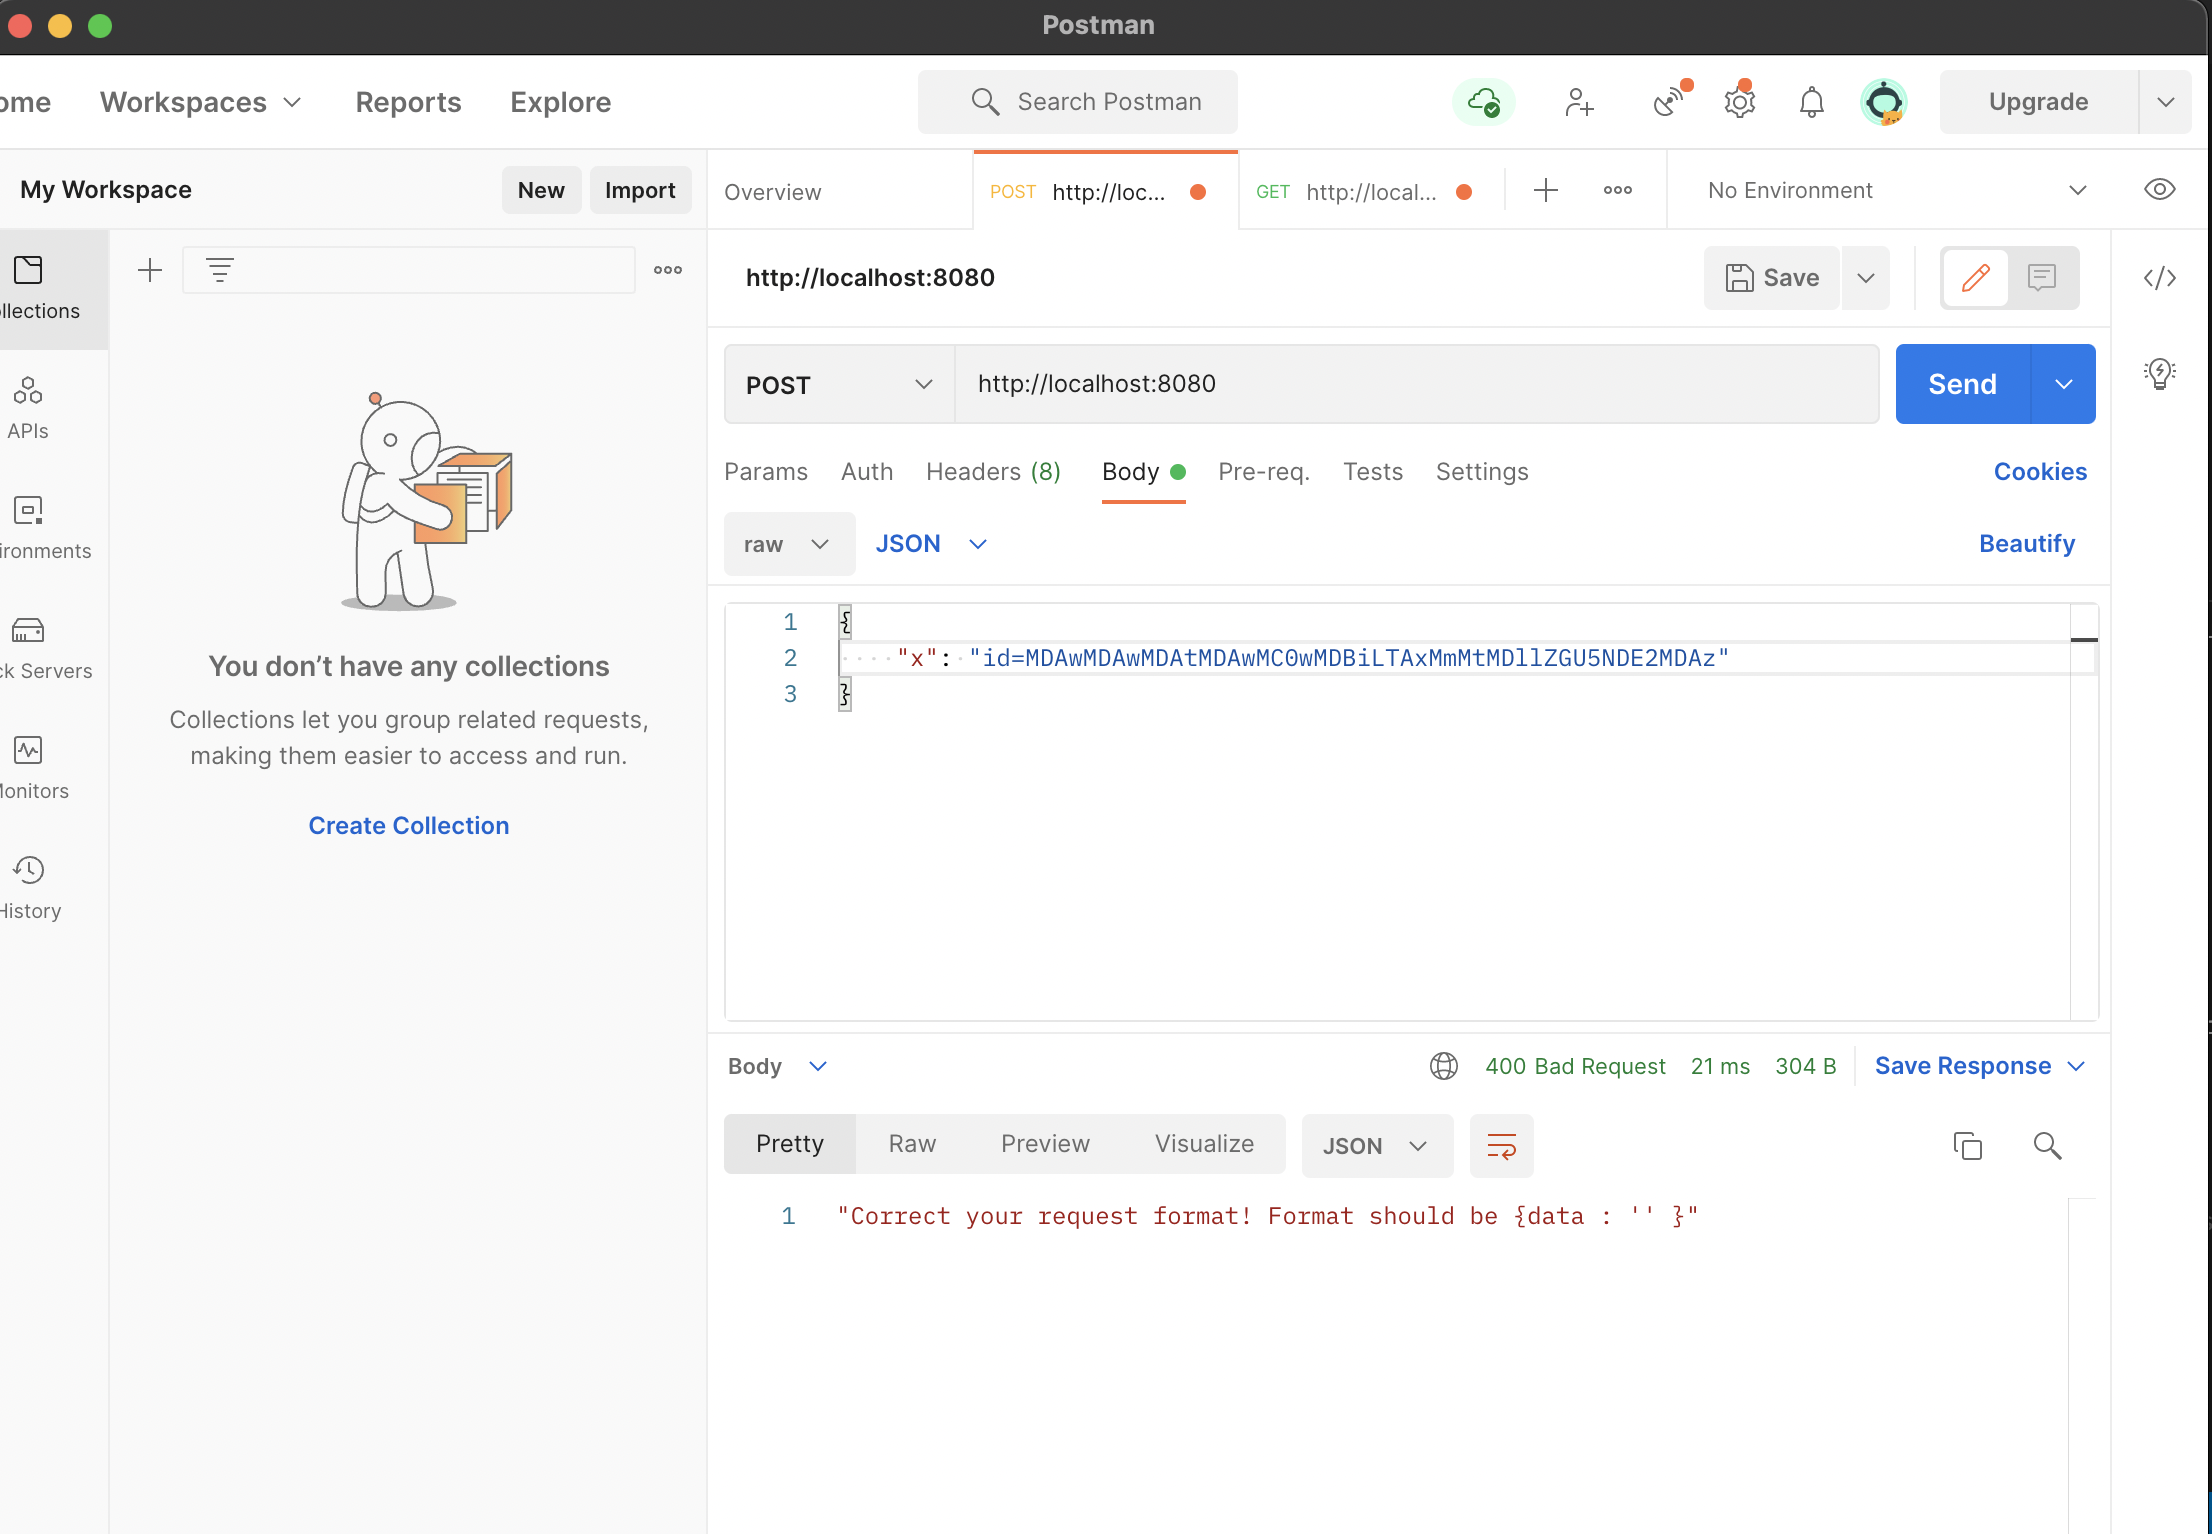 Postman
ome
Workspaces
Reports
Explore
Search Postman
Upgrade
My Workspace
New
Import
Overview
POST http://loc...
GET http://local...
No Environment
llections
APIs
ironments
ck Servers
onitors
History
You don’t have any collections
Collections let you group related requests,
making them easier to access and run.
Create Collection
http://localhost:8080
Save
POST
http://localhost:8080
Send
Params
Auth
Headers (8)
Body
Pre-req.
Tests
Settings
Cookies
raw
JSON
Beautify
1 {
2 "x": "id=MDAwMDAwMDAtMDAwMC0wMDBiLTAxMmMtMDllZGU5NDE2MDAz"
3 }
Body
400 Bad Request
21 ms
304 B
Save Response
Pretty
Raw
Preview
Visualize
JSON
1 "Correct your request format! Format should be {data : '' }"